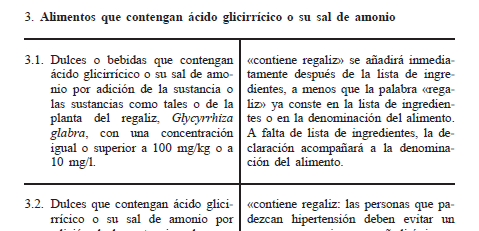 3. Alimentos que contengan ácido glicirrícico o su sal de amonio
3.1. Dulces o bebidas que contengan
ácido glicirrícico o su sal de amo-
nio por adición de la sustancia o
las sustancias como tales o de la
planta del regaliz, Glycyrrhiza
glabra, con una concentración
igual o superior a 100 mg/kg o a
10 mg/l.
«contiene regaliz» se añadirá inmedia-
tamente después de la lista de ingre-
dientes, a menos que la palabra «rega-
liz» ya conste en la lista de ingredien-
tes o en la denominación del alimento.
A falta de lista de ingredientes, la de-
claración acompañará a la denomina-
ción del alimento.
3.2. Dulces que contengan ácido glici-
rrícico o su sal de amonio por
«contiene regaliz: las personas que pa-
dezcan hipertensión deben evitar un